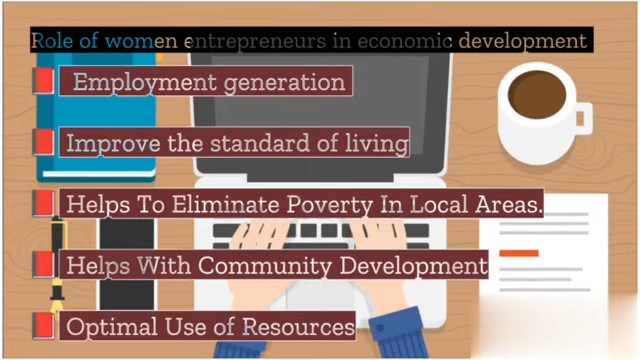 Role of women entrepreneurs in economic development
Employment generation
Improve the standard of living
Helps To Eliminate Poverty In Local Areas.
Helps With Community Development
Optimal Use of Resources